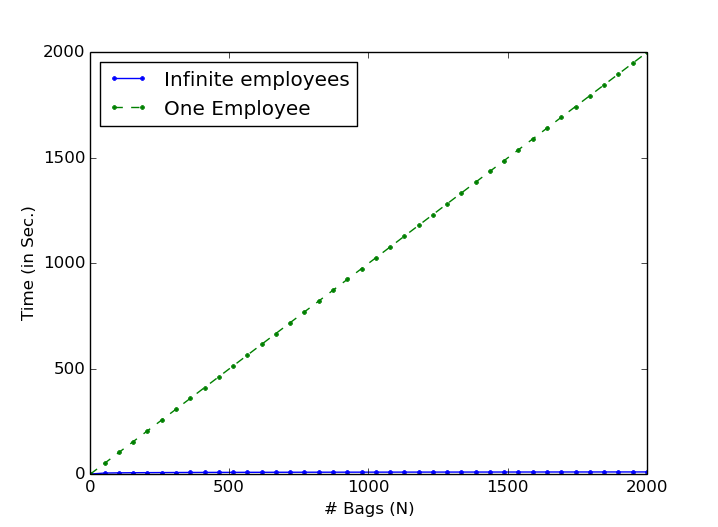 2000
Infinite employees
One Employee
1500
1000
500
0
Time (in Sec.)
0 500 1000 1500 2000
# Bags (N)